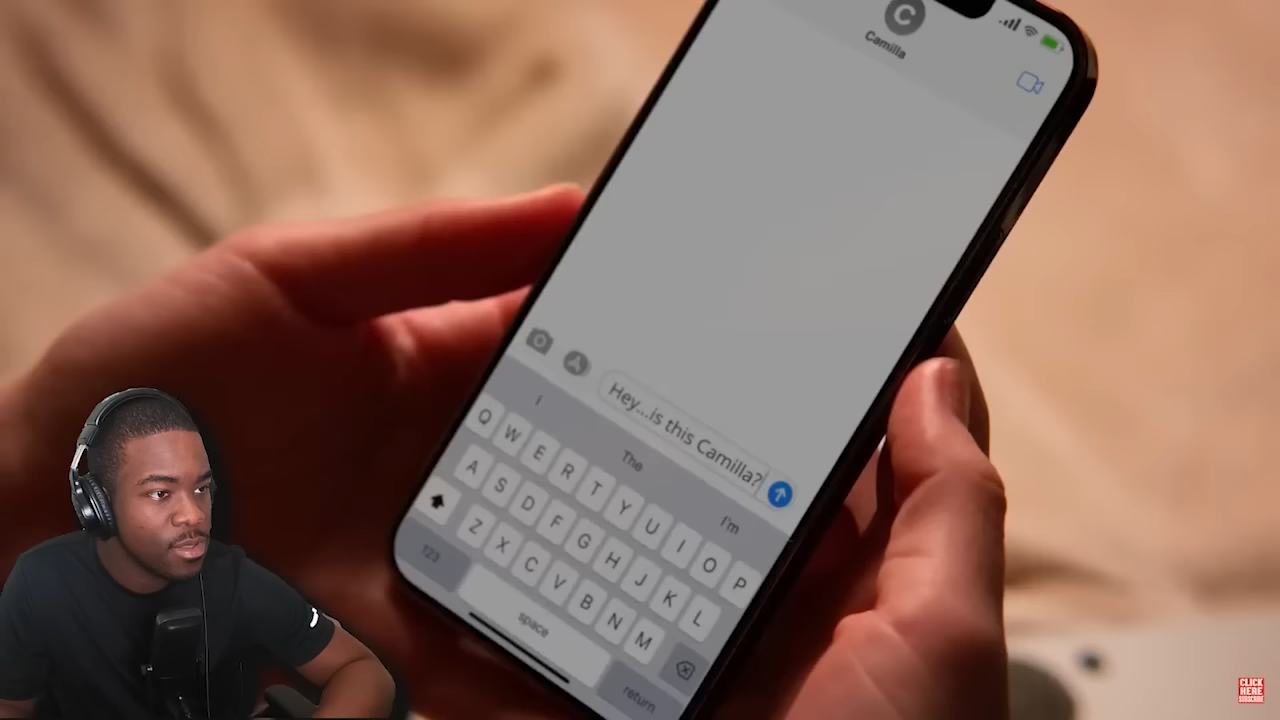 C
Camilla
Hey...is this Camilla?
I
The
I'm
Q W E R T Y U I O P
A S D F G H J K L
Z X C V B N M
123
space
return
CLICK
HERE
SUBSCRIBE